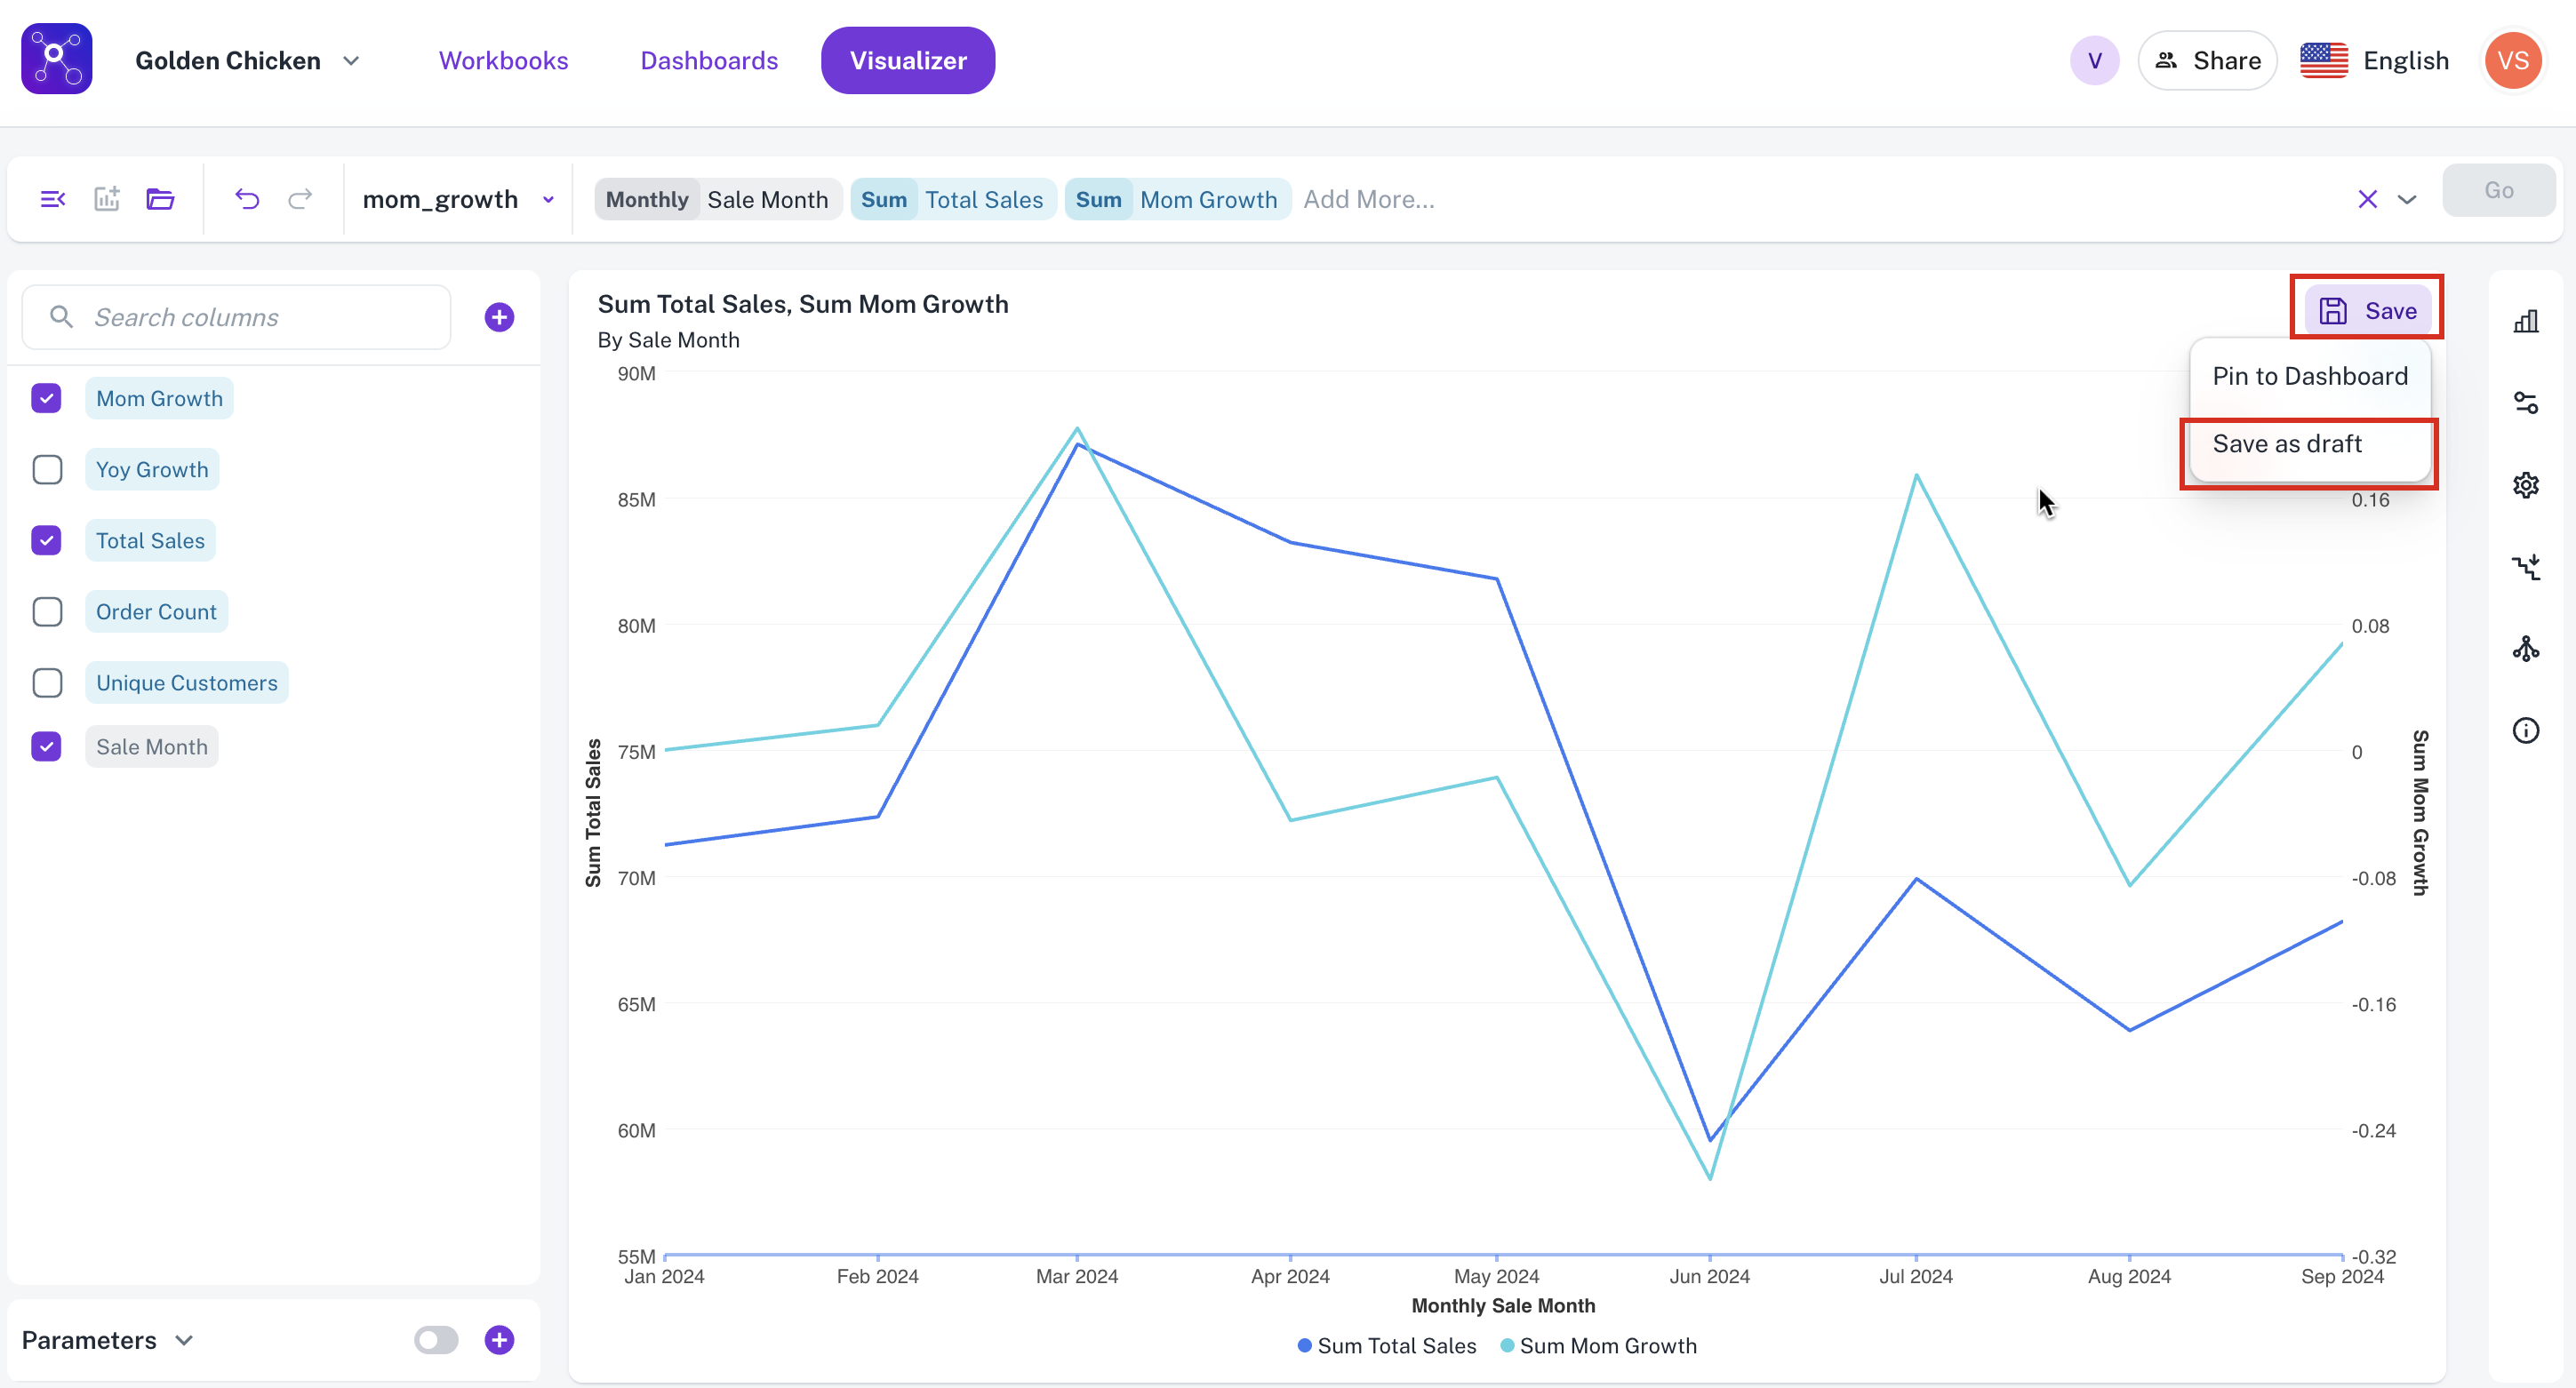 Golden Chicken
Workbooks
Dashboards
Visualizer
V
Share
English
VS
mom_growth
Monthly Sale Month
Sum Total Sales
Sum Mom Growth
Add More...
Go
Search columns
Mom Growth
Yoy Growth
Total Sales
Order Count
Unique Customers
Sale Month
Parameters
Sum Total Sales, Sum Mom Growth
By Sale Month
Save
Pin to Dashboard
Save as draft
90M
85M
80M
75M
70M
65M
60M
55M
Sum Total Sales
0.16
0.08
0
-0.08
-0.16
-0.24
-0.32
Sum Mom Growth
Jan 2024
Feb 2024
Mar 2024
Apr 2024
May 2024
Jun 2024
Jul 2024
Aug 2024
Sep 2024
Monthly Sale Month
Sum Total Sales
Sum Mom Growth